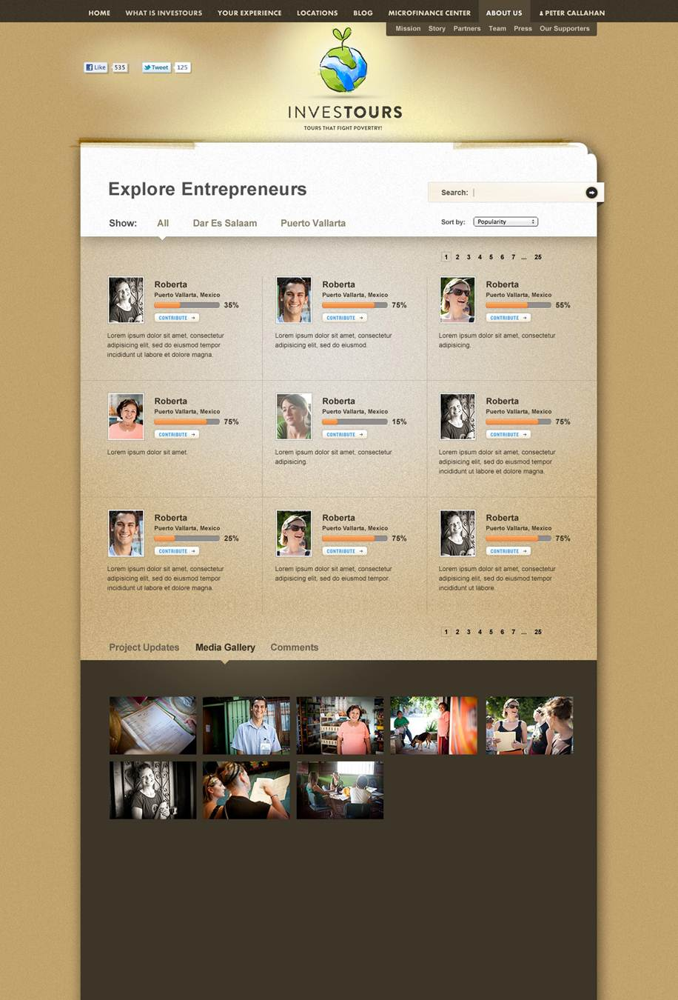 HOME WHAT IS INVESTOURS YOUR EXPERIENCE LOCATIONS BLOG MICROFINANCE CENTER ABOUT US PETER CALLAHAN
Mission Story Partners Team Press Our Supporters
Like 535 Tweet 125
INVESTOURS
TOURS THAT FIGHT POVERTRY!
Explore Entrepreneurs
Search:
Show: All Dar Es Salaam Puerto Vallarta
Sort by: Popularity
1 2 3 4 5 6 7 ... 25
Roberta
Puerto Vallarta, Mexico
35%
CONTRIBUTE
Lorem ipsum dolor sit amet, consectetur
adipisicing elit, sed do eiusmod tempor
incididunt ut labore et dolore magna.
Roberta
Puerto Vallarta, Mexico
75%
CONTRIBUTE
Lorem ipsum dolor sit amet, consectetur
adipisicing elit, sed do eiusmod.
Roberta
Puerto Vallarta, Mexico
55%
CONTRIBUTE
Lorem ipsum dolor sit amet, consectetur
adipisicing.
Roberta
Puerto Vallarta, Mexico
75%
CONTRIBUTE
Lorem ipsum dolor sit amet.
Roberta
Puerto Vallarta, Mexico
15%
CONTRIBUTE
Lorem ipsum dolor sit amet, consectetur
adipisicing.
Roberta
Puerto Vallarta, Mexico
75%
CONTRIBUTE
Lorem ipsum dolor sit amet, consectetur
adipisicing elit, sed do eiusmod tempor
incididunt ut labore et dolore magna.
Roberta
Puerto Vallarta, Mexico
25%
CONTRIBUTE
Lorem ipsum dolor sit amet, consectetur
adipisicing elit, sed do eiusmod tempor
incididunt ut labore et dolore magna.
Roberta
Puerto Vallarta, Mexico
75%
CONTRIBUTE
Lorem ipsum dolor sit amet, consectetur
adipisicing elit, sed do eiusmod tempor.
Roberta
Puerto Vallarta, Mexico
75%
CONTRIBUTE
Lorem ipsum dolor sit amet, consectetur
adipisicing elit, sed do eiusmod tempor
incididunt ut labore.
1 2 3 4 5 6 7 ... 25
Project Updates Media Gallery Comments